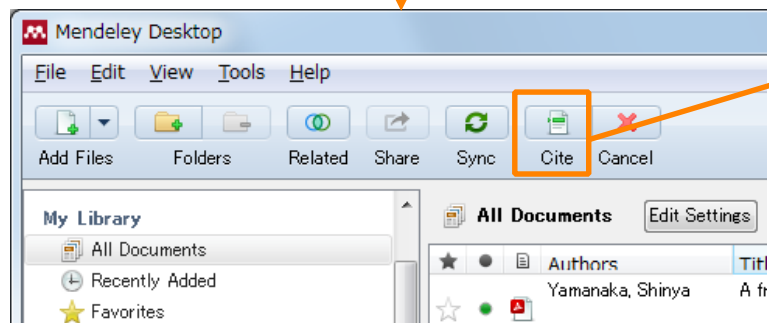 Mendeley Desktop
File Edit View Tools Help
Add Files Folders Related Share Sync Cite Cancel
My Library
All Documents Edit Settings
All Documents
Authors
Recently Added
Yamanaka, Shinya
Favorites